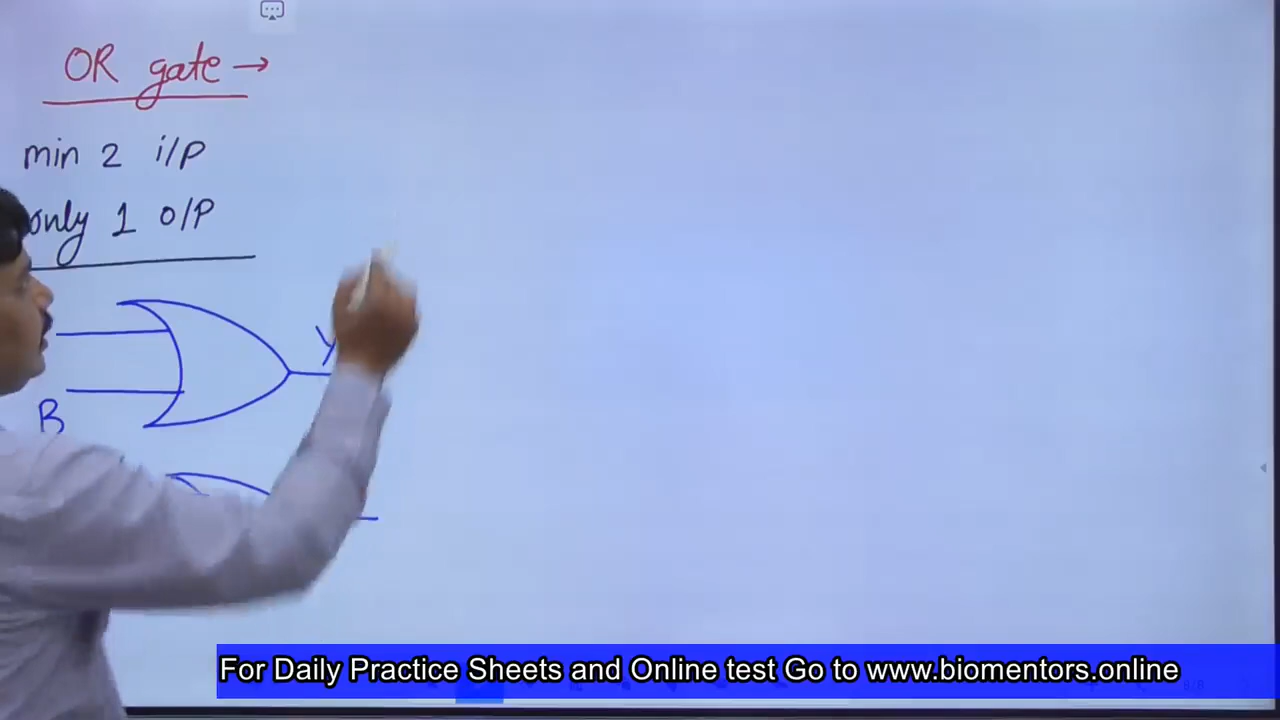 OR gate →
min 2 i/p
only 1 o/p
y
B
For Daily Practice Sheets and Online test Go to www.biomentors.online